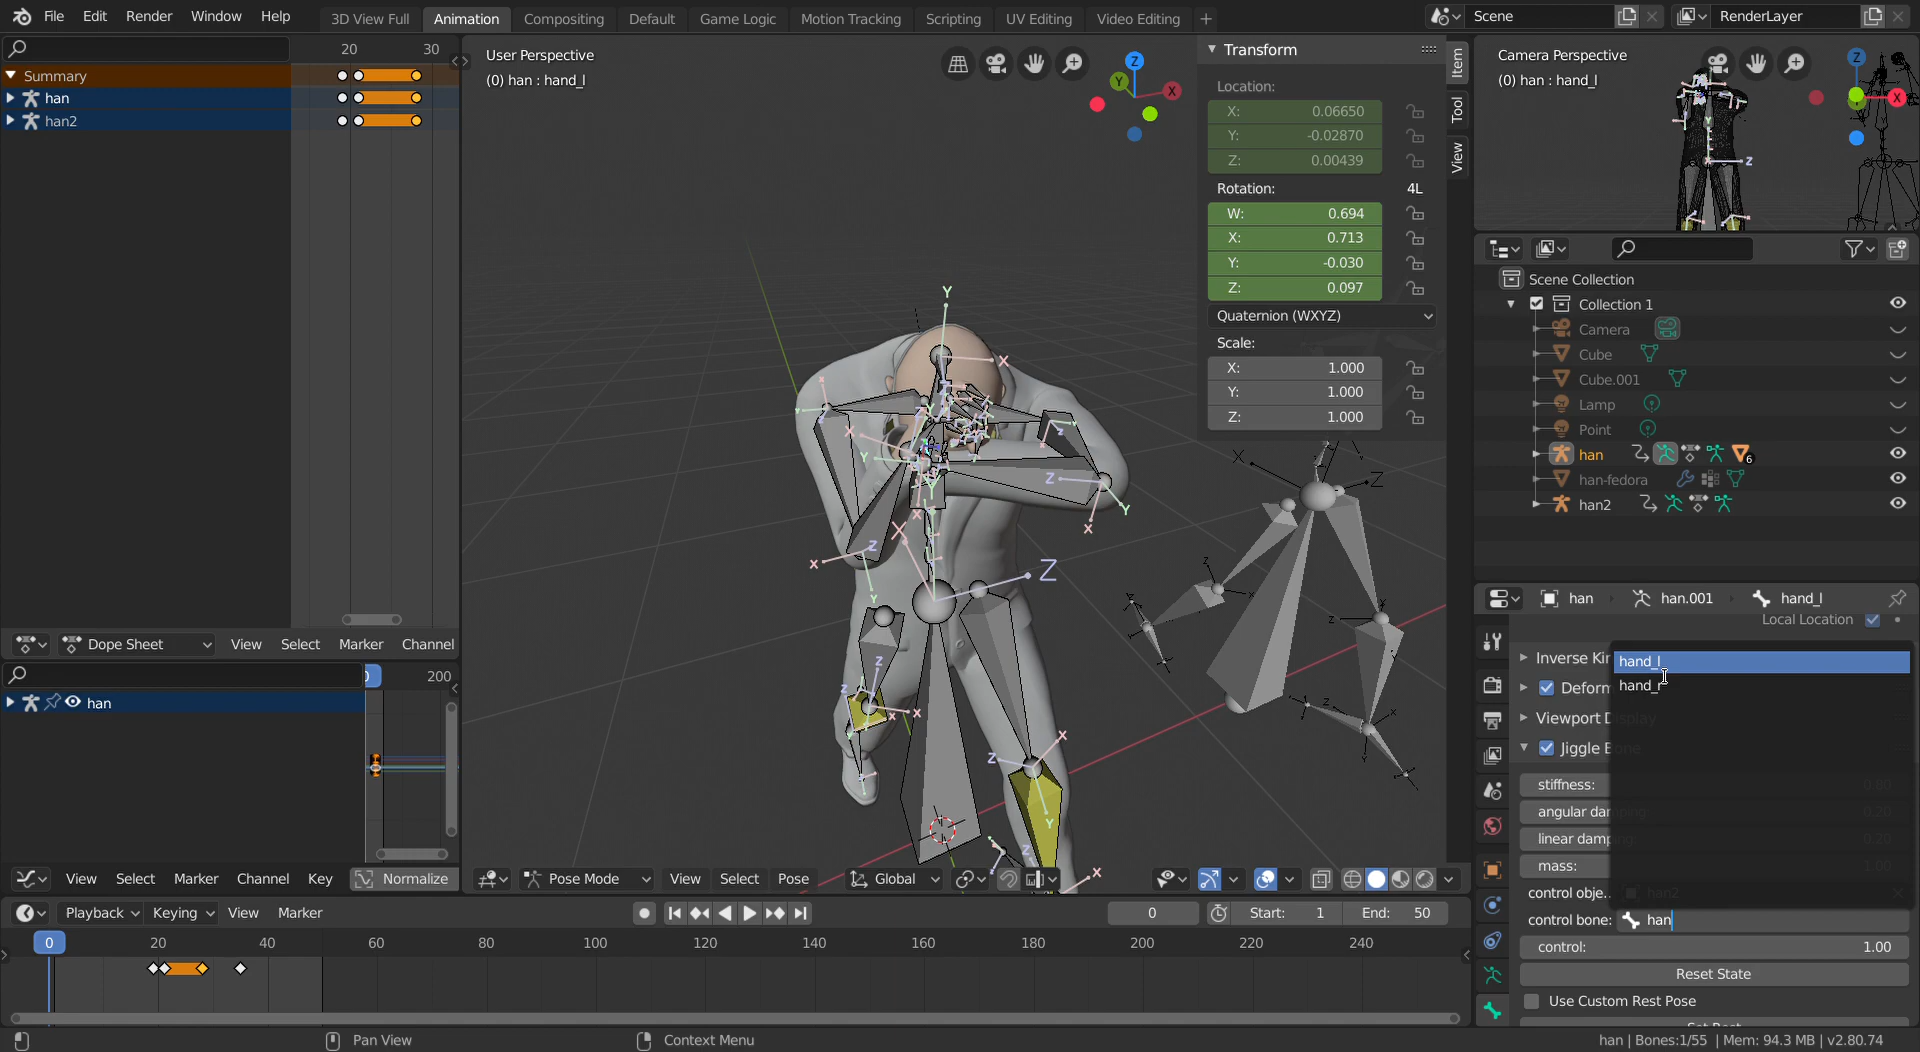 File Edit Render Window Help
3D View Full Animation Compositing Default Game Logic Motion Tracking Scripting UV Editing Video Editing +
Scene
RenderLayer
20 30
Summary
han
han2
Dope Sheet View Select Marker Channel
200
han
View Select Marker Channel Key Normalize
User Perspective
(0) han : hand_l
Z
Y
X
Transform
Item
Tool
View
Location:
X: 0.06650
Y: -0.02870
Z: 0.00439
Rotation: 4L
W: 0.694
X: 0.713
Y: -0.030
Z: 0.097
Quaternion (WXYZ)
Scale:
X: 1.000
Y: 1.000
Z: 1.000
Pose Mode View Select Pose Global
Camera Perspective
(0) han : hand_l
Z
X
Scene Collection
Collection 1
Camera
Cube
Cube.001
Lamp
Point
han 6
han-fedora
han2
han han.001 hand_l
Local Location
Inverse Kin
hand_l
Deform
hand_r
Viewport Display
Jiggle Bone
stiffness: 0.80
angular damping:
linear damping:
mass: 1.00
control obje.. han2
control bone: han
control: 1.00
Reset State
Use Custom Rest Pose
Set Rest
Playback Keying View Marker 0 Start: 1 End: 50
0 20 40 60 80 100 120 140 160 180 200 220 240
Pan View Context Menu
han | Bones:1/55 | Mem: 94.3 MB | v2.80.74